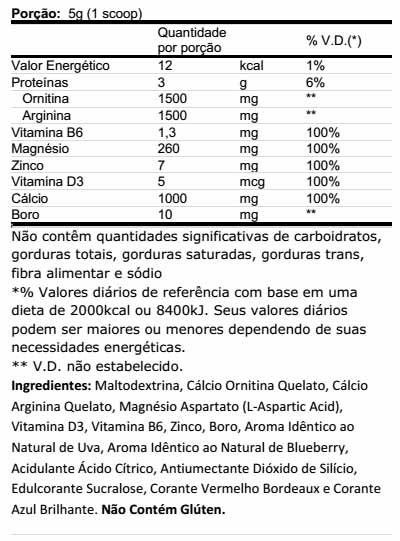 Porção: 5g (1 scoop)
Quantidade por porção % V.D.(*)
Valor Energético 12 kcal 1%
Proteínas 3 g 6%
Ornitina 1500 mg **
Arginina 1500 mg **
Vitamina B6 1,3 mg 100%
Magnésio 260 mg 100%
Zinco 7 mg 100%
Vitamina D3 5 mcg 100%
Cálcio 1000 mg 100%
Boro 10 mg **
Não contêm quantidades significativas de carboidratos,
gorduras totais, gorduras saturadas, gorduras trans,
fibra alimentar e sódio
*% Valores diários de referência com base em uma
dieta de 2000kcal ou 8400kJ. Seus valores diários
podem ser maiores ou menores dependendo de suas
necessidades energéticas.
** V.D. não estabelecido.
Ingredientes: Maltodextrina, Cálcio Ornitina Quelato, Cálcio
Arginina Quelato, Magnésio Aspartato (L-Aspartic Acid),
Vitamina D3, Vitamina B6, Zinco, Boro, Aroma Idêntico ao
Natural de Uva, Aroma Idêntico ao Natural de Blueberry,
Acidulante Ácido Cítrico, Antiumectante Dióxido de Silício,
Edulcorante Sucralose, Corante Vermelho Bordeaux e Corante
Azul Brilhante. Não Contém Glúten.